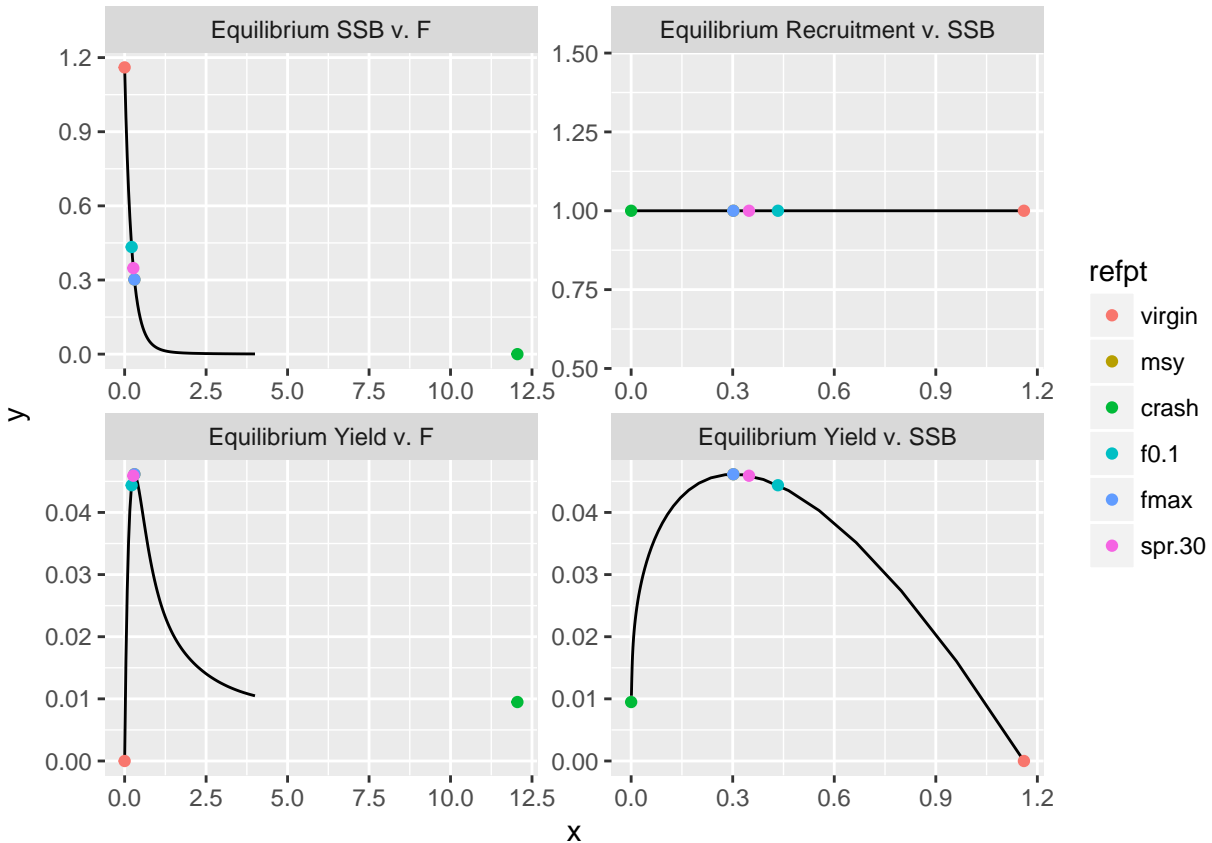 Equilibrium SSB v. F
Equilibrium Recruitment v. SSB
1.2
0.9
0.6
0.3
0.0
0.0 2.5 5.0 7.5 10.0 12.5
1.50
1.25
1.00
0.75
0.50
0.0 0.3 0.6 0.9 1.2
Equilibrium Yield v. F
Equilibrium Yield v. SSB
0.04
0.03
0.02
0.01
0.00
0.0 2.5 5.0 7.5 10.0 12.5
0.04
0.03
0.02
0.01
0.00
0.0 0.3 0.6 0.9 1.2
y
x
refpt
virgin
msy
crash
f0.1
fmax
spr.30